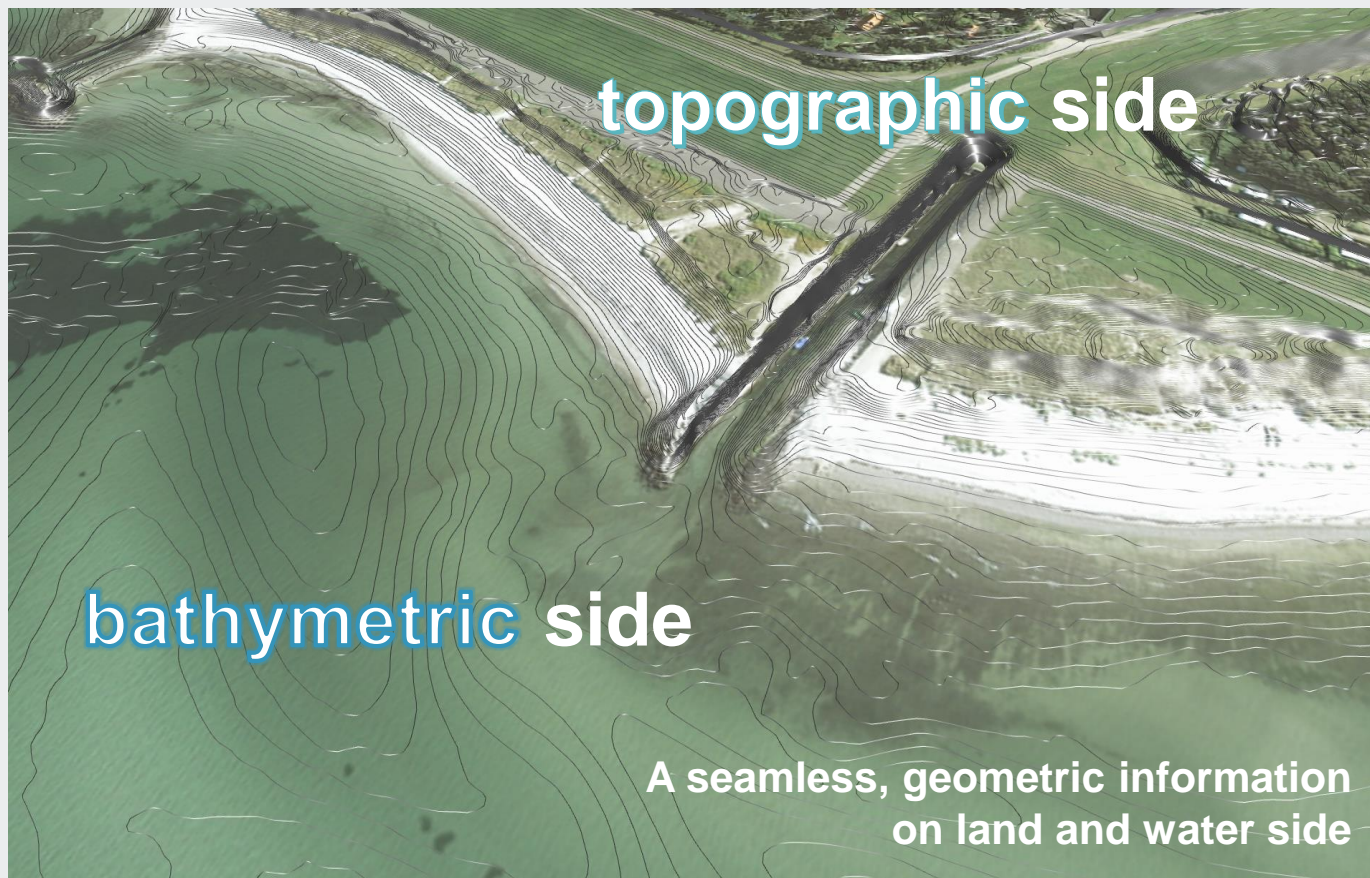 topographic side
bathymetric side
A seamless, geometric information
on land and water side